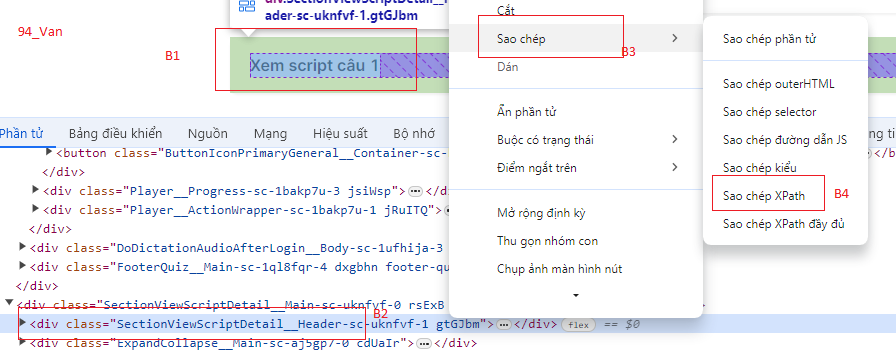 div.SectionViewScriptDetail__H
ader-sc-uknfvf-1.gtGJbm
94_Van
B1
Xem script câu 1
Cắt
Sao chép
B3
Dán
Ẩn phần tử
Buộc có trạng thái
Điểm ngắt trên
Mở rộng định kỳ
Thu gọn nhóm con
Chụp ảnh màn hình nút
Sao chép phần tử
Sao chép outerHTML
Sao chép selector
Sao chép đường dẫn JS
Sao chép kiểu
Sao chép XPath
B4
Sao chép XPath đầy đủ
Phần tử Bảng điều khiển Nguồn Mạng Hiệu suất Bộ nhớ
<button class="ButtonIconPrimaryGeneral__Container-sc-
</div>
<div class="Player__Progress-sc-1bakp7u-3 jsiWsp"> … </d
<div class="Player__ActionWrapper-sc-1bakp7u-1 jRuITQ">
</div>
<div class="DoDictationAudioAfterLogin__Body-sc-1ufhija-3
<div class="FooterQuiz__Main-sc-1ql8fqr-4 dxgbhn footer-qu
</div>
<div class="SectionViewScriptDetail__Main-sc-uknfvf-0 rsExB
B2
<div class="SectionViewScriptDetail__Header-sc-uknfvf-1 gtGJbm"> … </div> flex == $0
<div class="ExpandCollapse__Main-sc-aj5gp7-0 cdUaIr"> … </div>